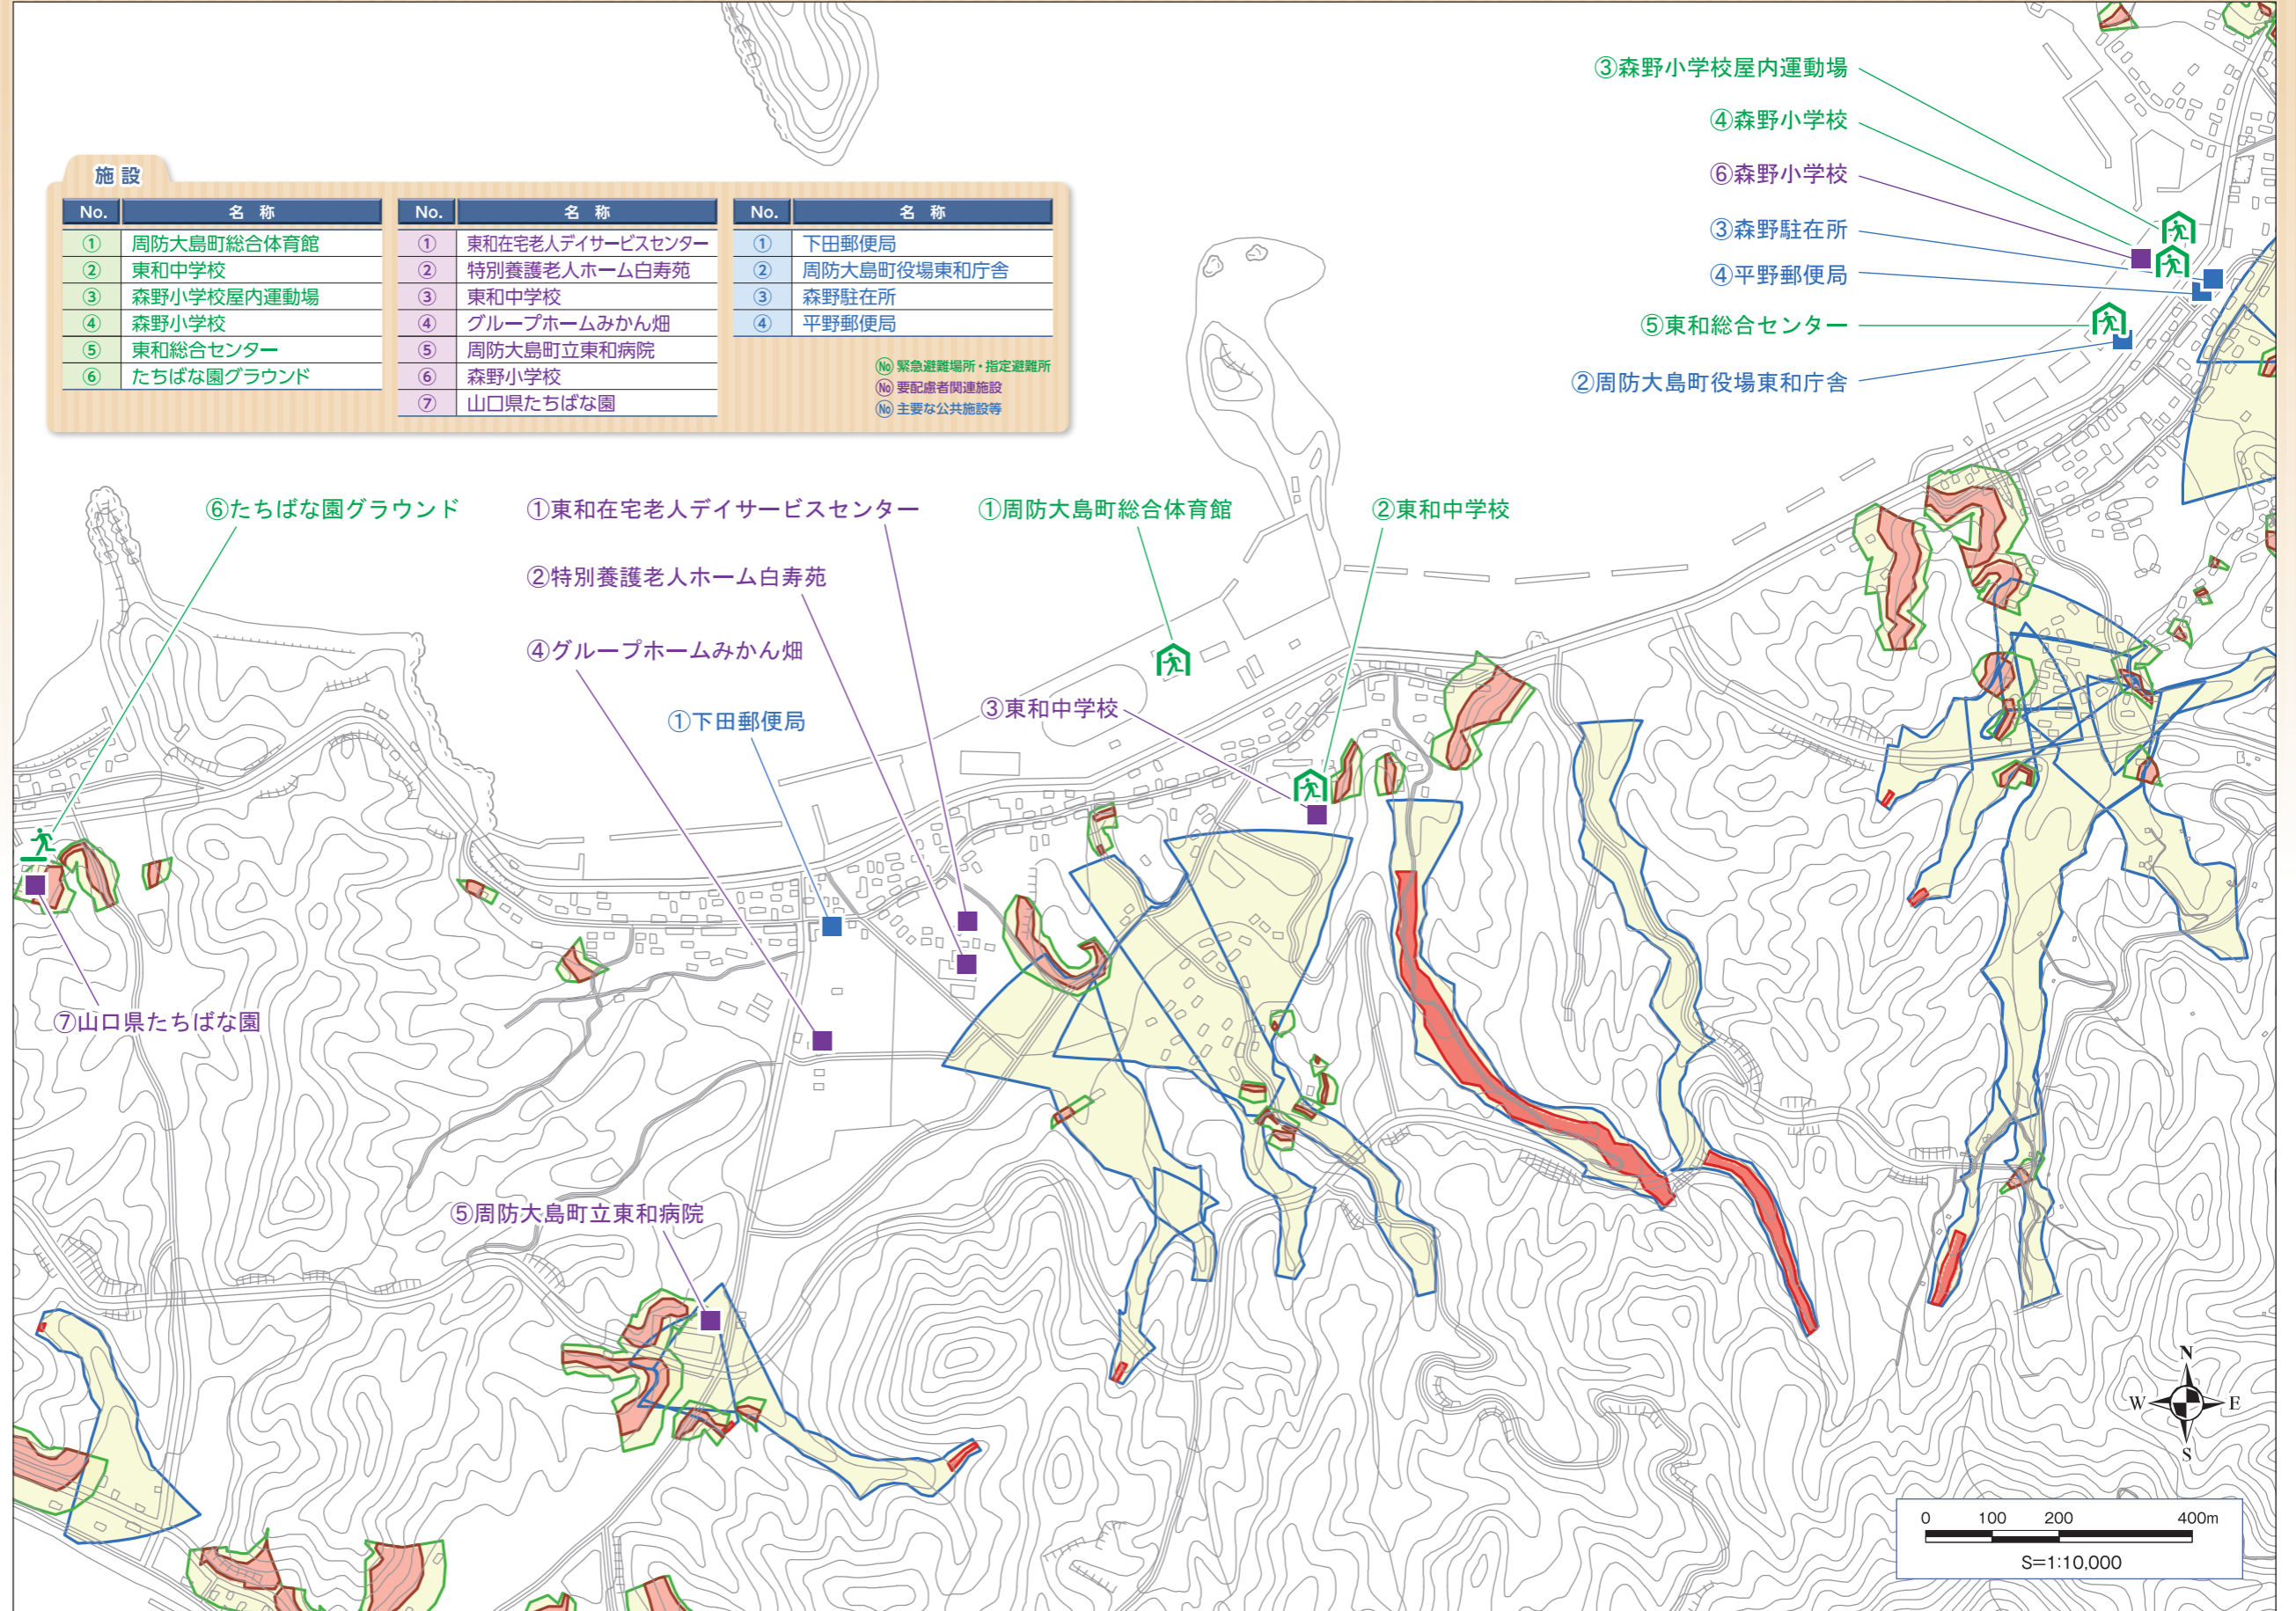 施設
No. 名称
① 周防大島町総合体育館
② 東和中学校
③ 森野小学校屋内運動場
④ 森野小学校
⑤ 東和総合センター
⑥ たちばな園グラウンド
No. 名称
① 東和在宅老人デイサービスセンター
② 特別養護老人ホーム白寿苑
③ 東和中学校
④ グループホームみかん畑
⑤ 周防大島町立東和病院
⑥ 森野小学校
⑦ 山口県たちばな園
No. 名称
① 下田郵便局
② 周防大島町役場東和庁舎
③ 森野駐在所
④ 平野郵便局
No 緊急避難場所・指定避難所
No 要配慮者関連施設
No 主要な公共施設等
③森野小学校屋内運動場
④森野小学校
⑥森野小学校
③森野駐在所
④平野郵便局
⑤東和総合センター
②周防大島町役場東和庁舎
⑥たちばな園グラウンド
①東和在宅老人デイサービスセンター
①周防大島町総合体育館
②東和中学校
②特別養護老人ホーム白寿苑
④グループホームみかん畑
③東和中学校
①下田郵便局
⑦山口県たちばな園
⑤周防大島町立東和病院
N
W E
S
0 100 200 400m
S=1:10,000